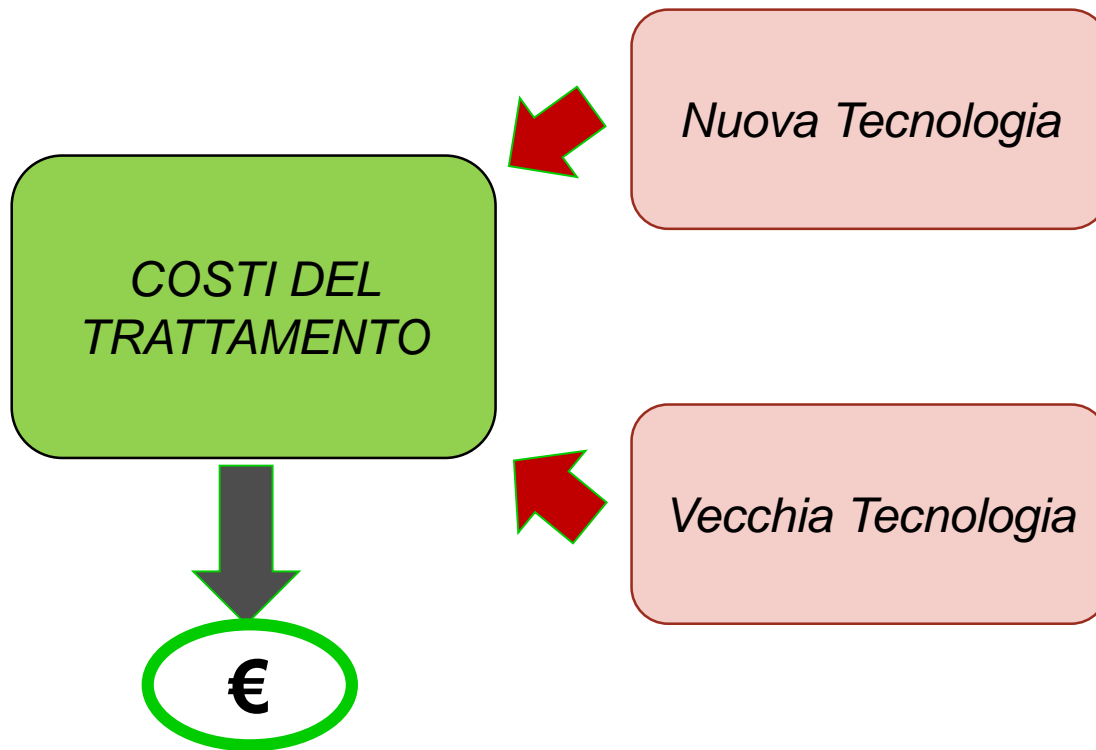 Nuova Tecnologia
COSTI DEL
TRATTAMENTO
Vecchia Tecnologia
€